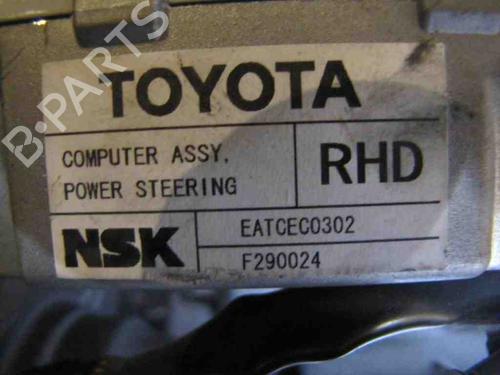 B-PARTS
TOYOTA
COMPUTER ASSY.
POWER STEERING
RHD
NSK
EATCEC0302
F290024